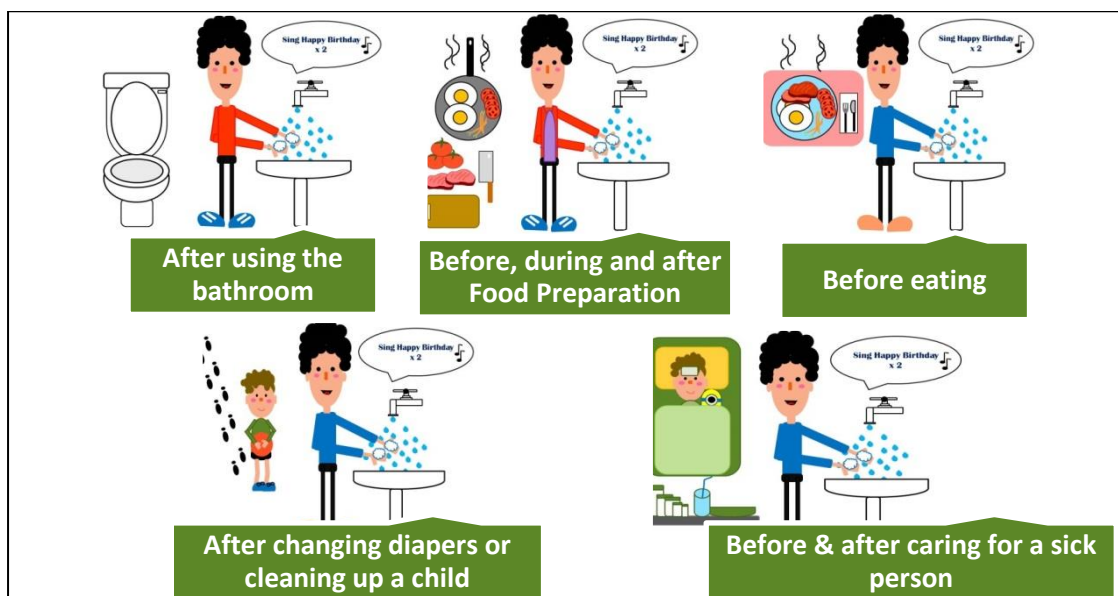 Sing Happy Birthday
x 2
After using the
bathroom
Sing Happy Birthday
x 2
Before, during and after
Food Preparation
Sing Happy Birthday
x 2
Before eating
Sing Happy Birthday
x 2
After changing diapers or
cleaning up a child
Sing Happy Birthday
x 2
Before & after caring for a sick
person